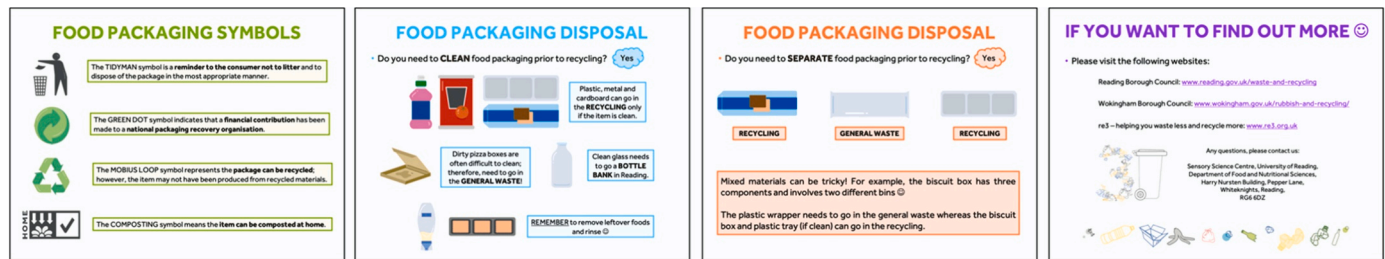 FOOD PACKAGING SYMBOLS
The TIDYMAN symbol is a reminder to the consumer not to litter and to
dispose of the package in the most appropriate manner.
The GREEN DOT symbol indicates that a financial contribution has been
made to a national packaging recovery organisation.
The MOBIUS LOOP symbol represents the package can be recycled;
however, the item may not have been produced from recycled materials.
HOME
The COMPOSTING symbol means the item can be composted at home.
FOOD PACKAGING DISPOSAL
• Do you need to CLEAN food packaging prior to recycling?
Yes
Plastic, metal and
cardboard can go in
the RECYCLING only
if the item is clean.
Dirty pizza boxes are
often difficult to clean;
therefore, need to go in
the GENERAL WASTE!
Clean glass needs
to go a BOTTLE
BANK in Reading.
REMEMBER to remove leftover foods
and rinse ☺
FOOD PACKAGING DISPOSAL
• Do you need to SEPARATE food packaging prior to recycling?
Yes
RECYCLING
GENERAL WASTE
RECYCLING
Mixed materials can be tricky! For example, the biscuit box has three
components and involves two different bins ☺
The plastic wrapper needs to go in the general waste whereas the biscuit
box and plastic tray (if clean) can go in the recycling.
IF YOU WANT TO FIND OUT MORE ☺
• Please visit the following websites:
Reading Borough Council: www.reading.gov.uk/waste-and-recycling
Wokingham Borough Council: www.wokingham.gov.uk/rubbish-and-recycling/
re3 – helping you waste less and recycle more: www.re3.org.uk
Any questions, please contact us:
Sensory Science Centre, University of Reading,
Department of Food and Nutritional Sciences,
Harry Nursten Building, Pepper Lane,
Whiteknights, Reading,
RG6 6DZ